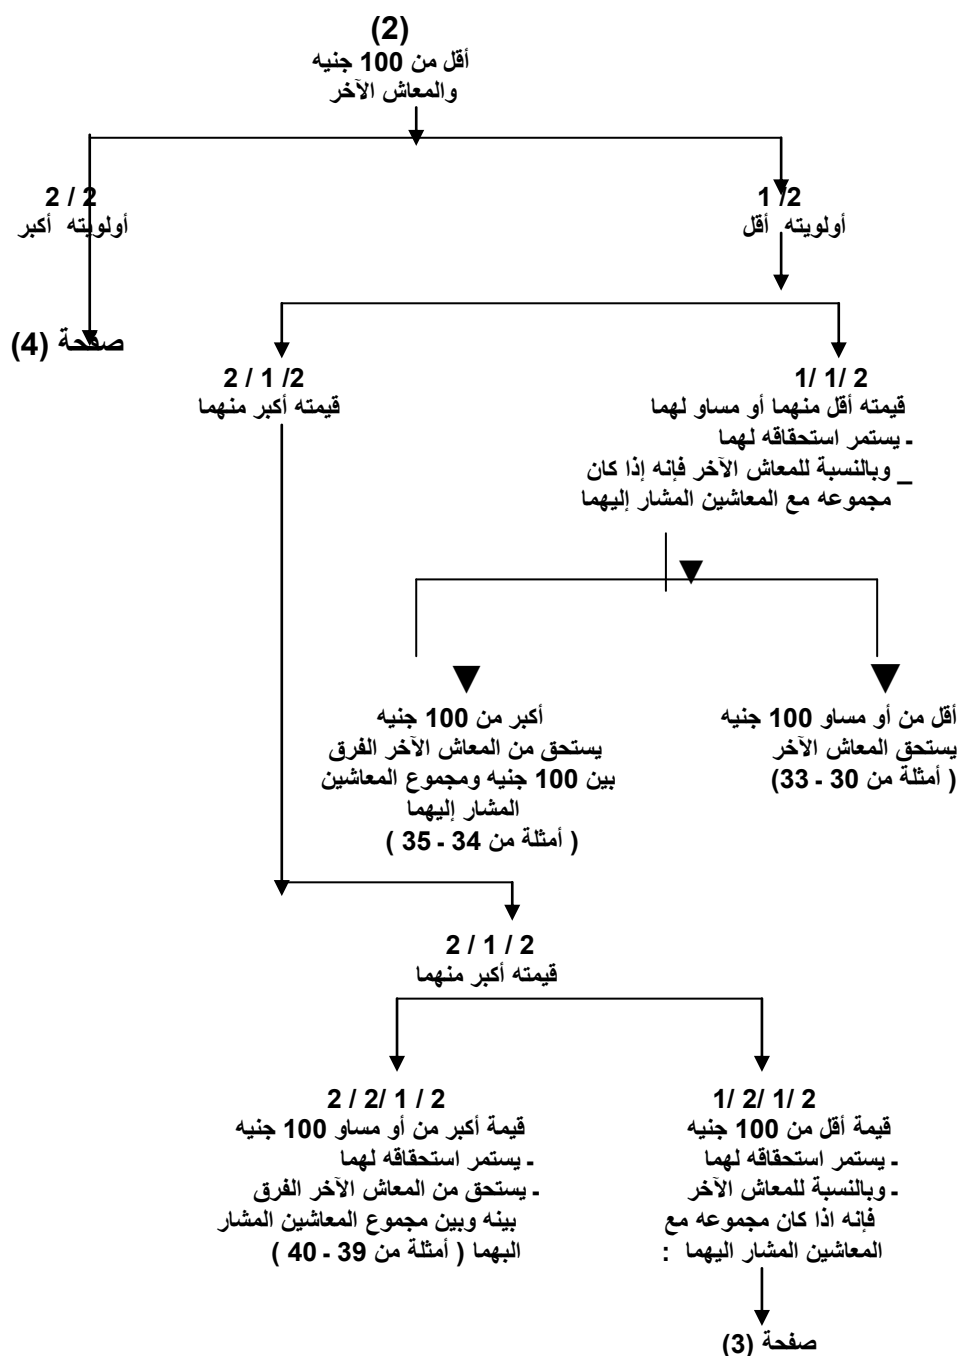 (2)
أقل من 100 جنيه
والمعاش الآخر
1 /2
أولويته أقل
2 / 2
أولويته أكبر
صفحة (4)
1/ 1/ 2
قيمته أقل منهما أو مساو لهما
- يستمر استحقاقه لهما
_ وبالنسبة للمعاش الآخر فإنه إذا كان
مجموعه مع المعاشين المشار إليهما
2 / 1 /2
قيمته أكبر منهما
أقل من أو مساو 100 جنيه
يستحق المعاش الآخر
( أمثلة من 30 - 33)
أكبر من 100 جنيه
يستحق من المعاش الآخر الفرق
بين 100 جنيه ومجموع المعاشين
المشار إليهما
( أمثلة من 34 - 35 )
2 / 1 / 2
قيمته أكبر منهما
1/ 2/ 1/ 2
قيمة أقل من 100 جنيه
- يستمر استحقاقه لهما
- وبالنسبة للمعاش الآخر
فإنه اذا كان مجموعه مع
المعاشين المشار اليهما :
صفحة (3)
2 / 2/ 1 / 2
قيمة أكبر من أو مساو 100 جنيه
- يستمر استحقاقه لهما
- يستحق من المعاش الآخر الفرق
بينه وبين مجموع المعاشين المشار
اليهما ( أمثلة من 39 - 40 )